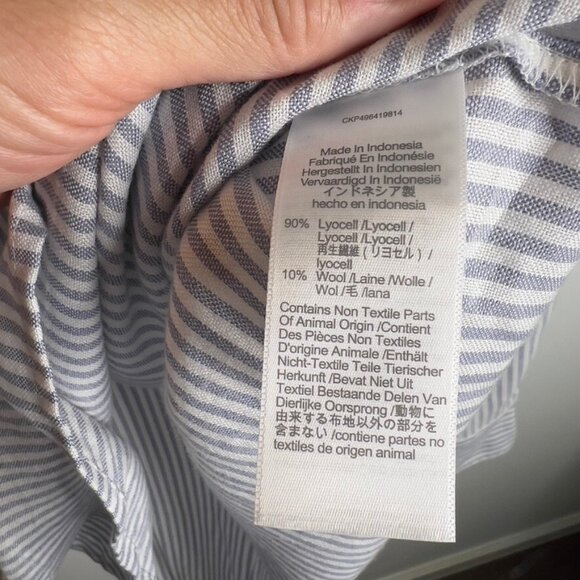 CKP496419814
Made In Indonesia
Fabriqué En Indonésie
Hergestellt In Indonesien
Vervaardigd In Indonesië
インドネシア製
hecho en indonesia
90% Lyocell /Lyocell /
Lyocell /Lyocell /
再生繊維 ( リヨセル ) /
lyocell
10% Wool /Laine /Wolle /
Wol /毛 /lana
Contains Non Textile Parts
Of Animal Origin /Contient
Des Pièces Non Textiles
D'origine Animale /Enthält
Nicht-Textile Teile Tierischer
Herkunft /Bevat Niet Uit
Textiel Bestaande Delen Van
Dierlijke Oorsprong /動物に
由来する布地以外の部分を
含まない /contiene partes no
textiles de origen animal